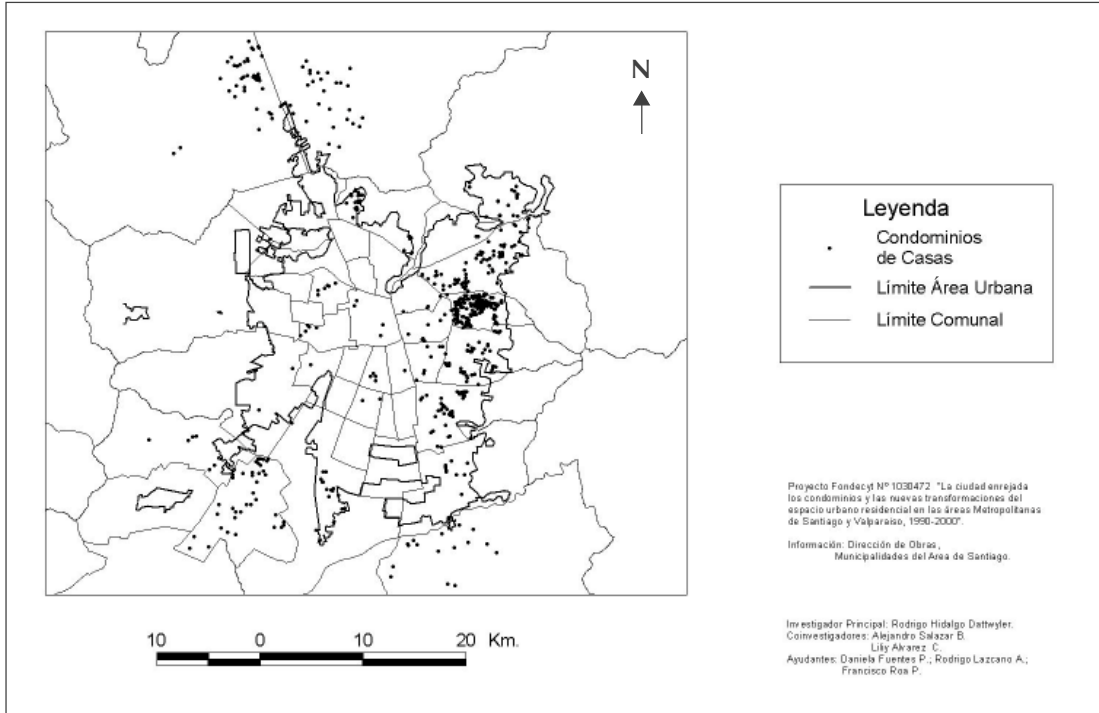 N
Leyenda
Condominios
de Casas
Límite Área Urbana
Límite Comunal
Proyecto Fondecyt Nº 1030472 "La ciudad enrejada
los condominios y las nuevas transformaciones del
espacio urbano residencial en las áreas Metropolitanas
de Santiago y Valparaiso, 1990-2000".
Información: Dirección de Obras,
Municipalidades del Area de Santiago.
10 0 10 20 Km.
Investigador Principal: Rodrigo Hidalgo Dattwyler.
Coinvestigadores: Alejandro Salazar B.
Lily Alvarez C.
Ayudantes: Daniela Fuentes P.; Rodrigo Lazcano A.;
Francisco Roa P.